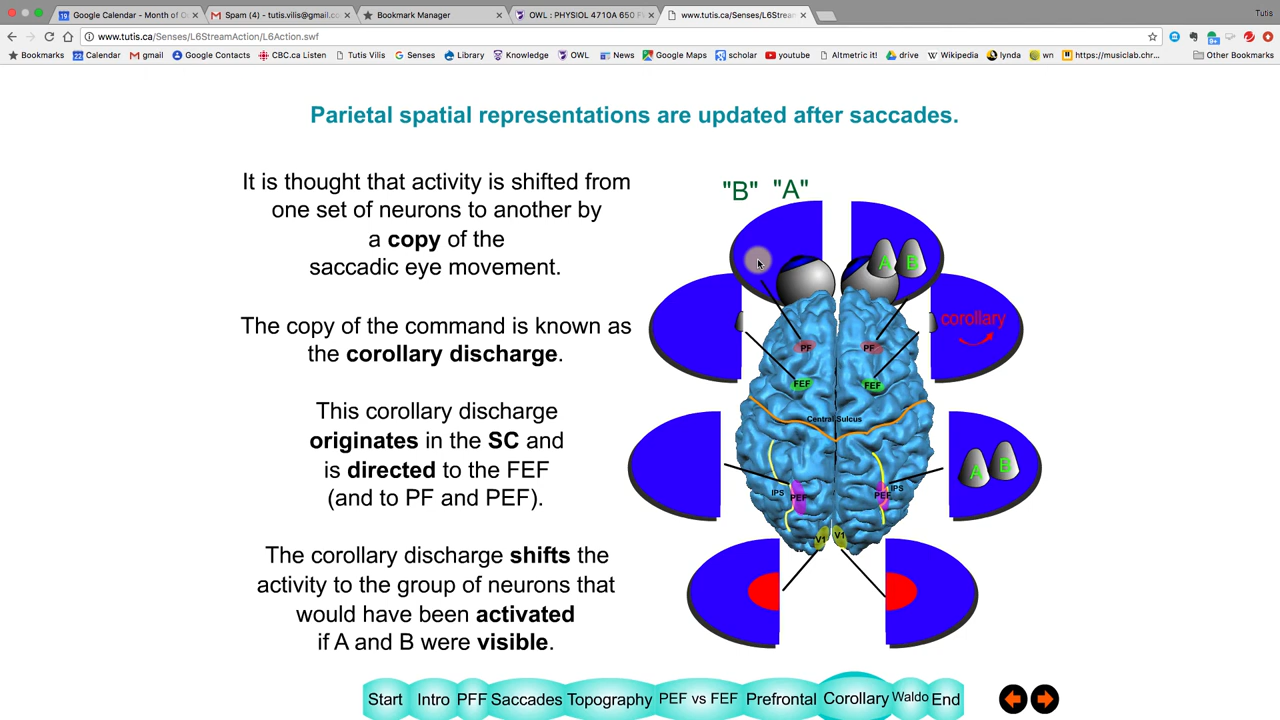 Google Calendar - Month of O
Spam (4) - tutis.vilis@gmail.co
Bookmark Manager
OWL : PHYSIOL 4710A 650 F
www.tutis.ca/Senses/L6Strea
Tutis
www.tutis.ca/Senses/L6StreamAction/L6Action.swf
Bookmarks Calendar gmail Google Contacts CBC.ca Listen Tutis Vilis Senses Library Knowledge OWL News Google Maps scholar youtube Altmetric it! drive Wikipedia lynda wn https://musiclab.chr... Other Bookmarks
Parietal spatial representations are updated after saccades.
It is thought that activity is shifted from
one set of neurons to another by
a copy of the
saccadic eye movement.
The copy of the command is known as
the corollary discharge.
This corollary discharge
originates in the SC and
is directed to the FEF
(and to PF and PEF).
The corollary discharge shifts the
activity to the group of neurons that
would have been activated
if A and B were visible.
"B" "A"
A B
corollary
PF PF
FEF FEF
Central Sulcus
A B
IPS PEF PEF IPS
V1 V1
Start Intro PFF Saccades Topography PEF vs FEF Prefrontal Corollary Waldo End